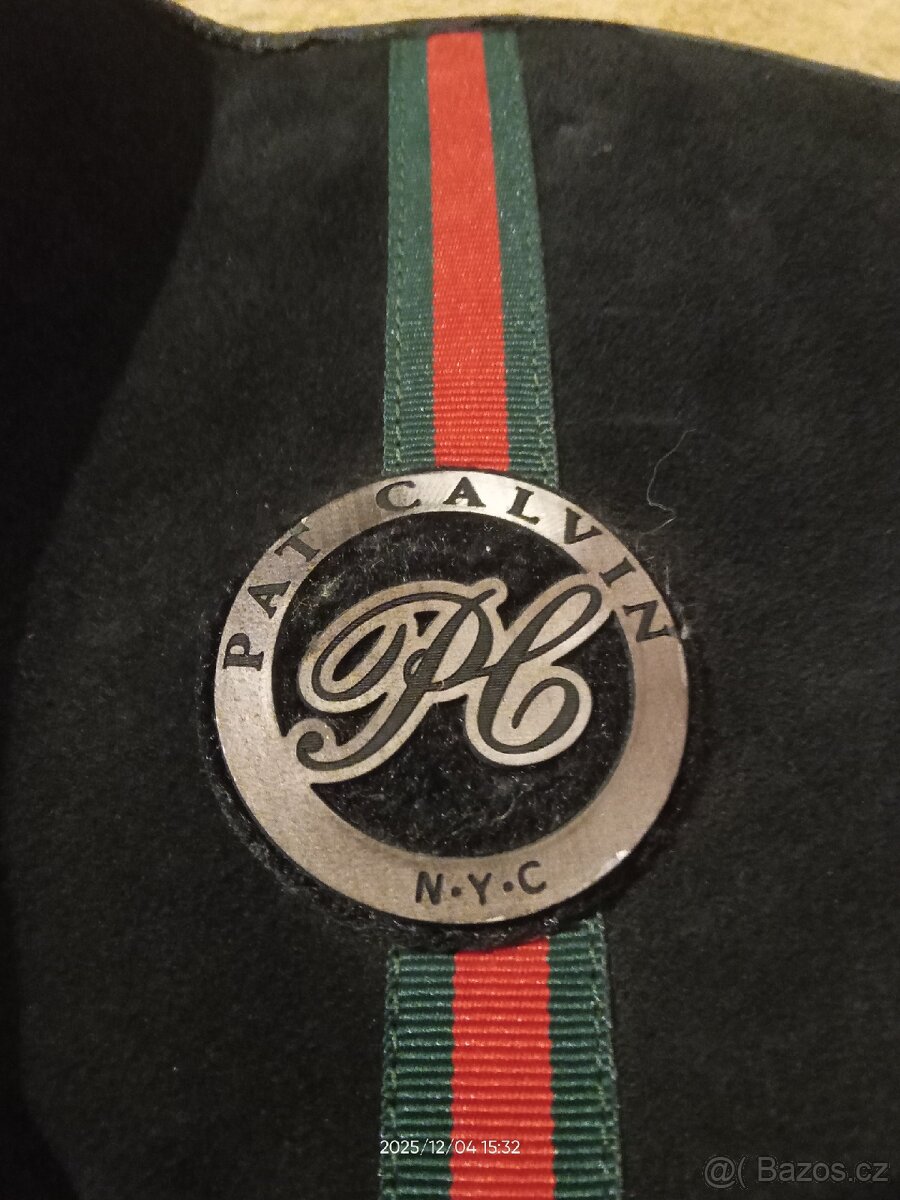 PAT CALVIN
PC
N·Y·C
2025/12/04 15:32
@( Bazos.cz